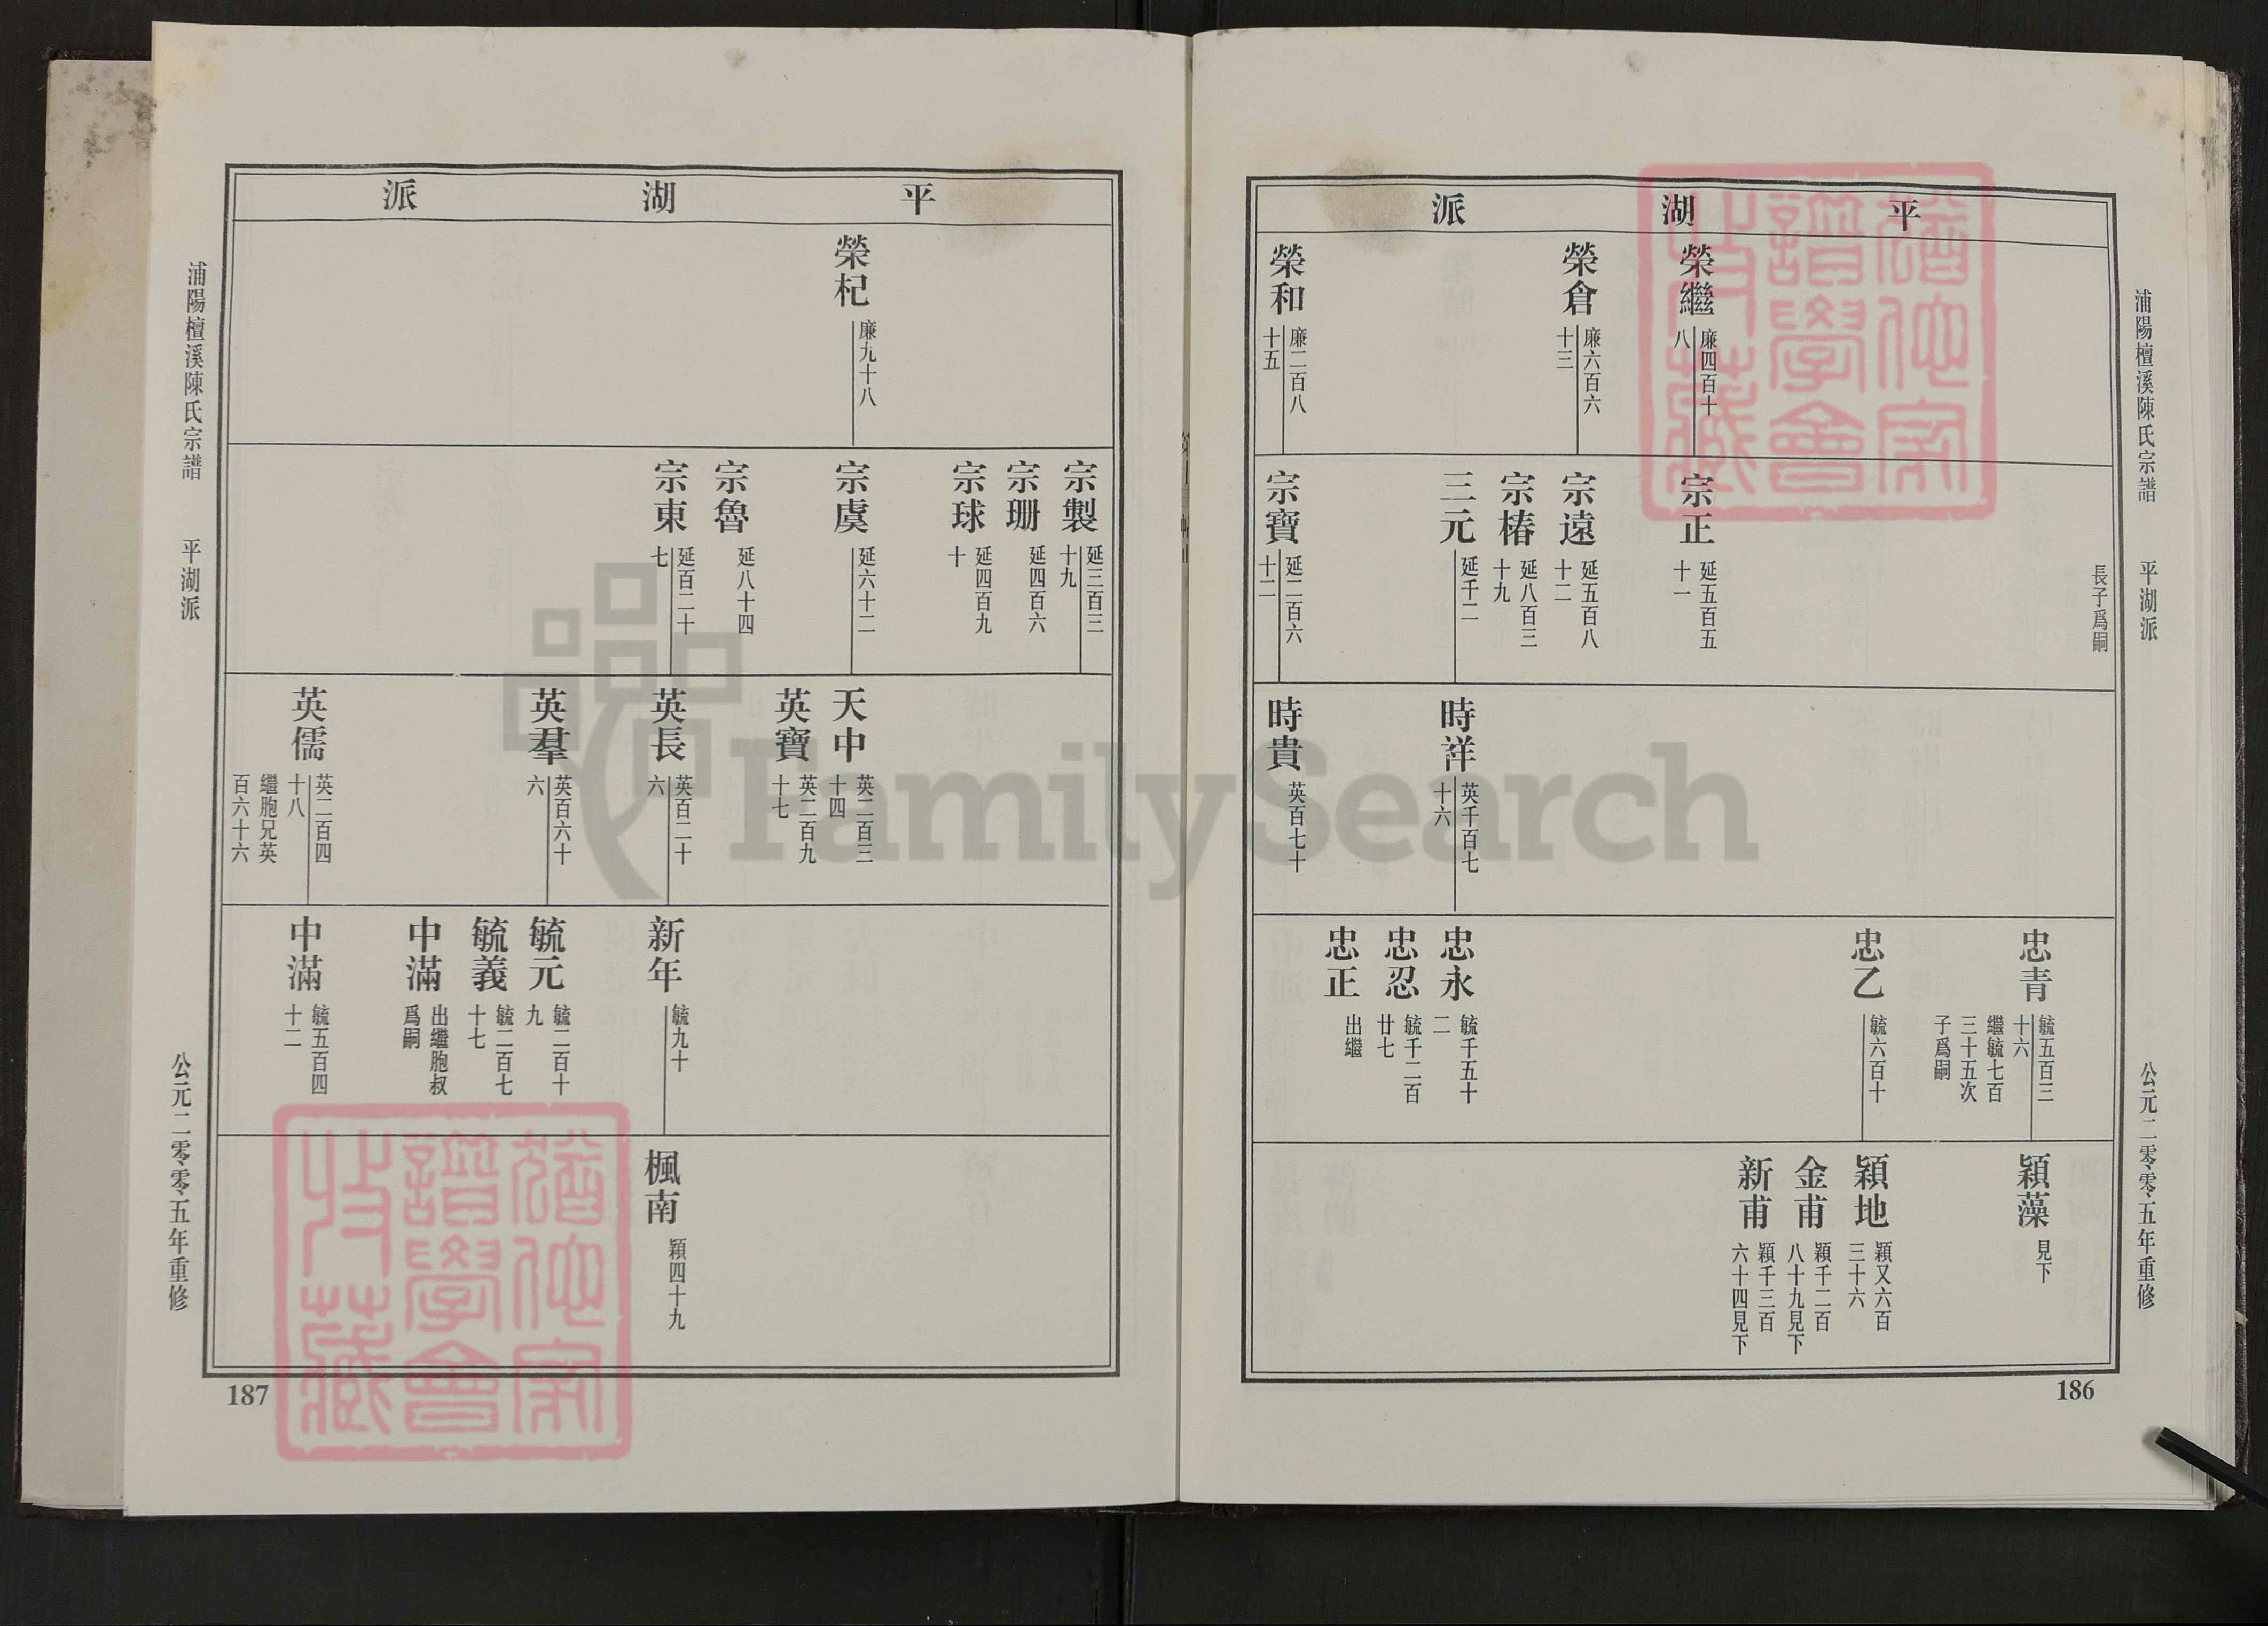 浦陽檀溪陳氏宗譜 平湖派 公元二零零五年重修
平湖派
榮繼 廉四百十八
榮倉 廉六百六十三
榮和 廉二百八十五
長子爲嗣
宗正 延五百五十一
宗遠 延五百八十二
宗椿 延八百三十九
三元 延千二
宗寶 延二百六十二
時祥 英千百七十六
時貴 英百七十
忠青 毓五百三十六 繼毓七百三十五次子爲嗣
忠乙 毓六百十
忠永 毓千五十二
忠忍 毓千二百廿七
忠正 出繼
穎藻 見下
穎地 穎又六百三十六
金甫 穎千二百八十九見下
新甫 穎千三百六十四見下
186
平湖派
榮杞 廉九十八
宗製 延三百三十九
宗珊 延四百六
宗球 延四百九十
宗虞 延六十二
宗魯 延八十四
宗東 延百二十七
天中 英二百三十四
英寶 英二百九十七
英長 英百二十六
英羣 英百六十六
英儒 英二百四十八 繼胞兄英百六十六
新年 毓九十
毓元 毓二百十九
毓義 毓二百七十七
中滿 出繼胞叔爲嗣
中滿 毓五百四十二
楓南 穎四十九
浦陽檀溪陳氏宗譜 平湖派 公元二零零五年重修
187
FamilySearch